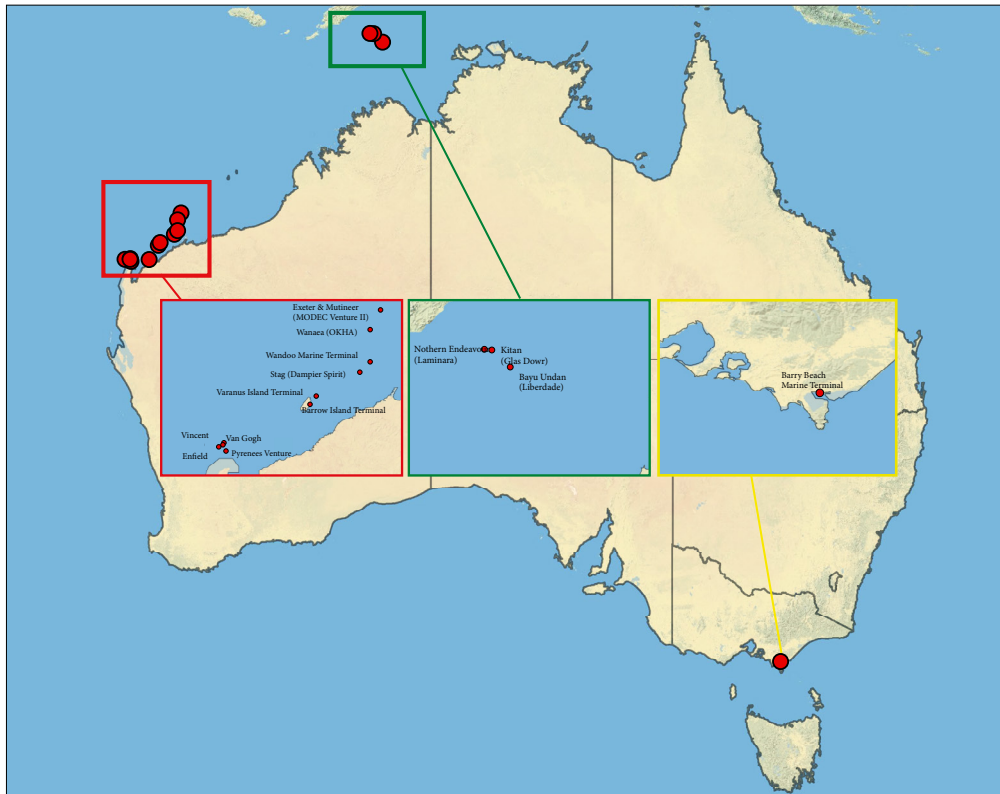 Exeter & Mutineer
(MODEC Venture II)
Wanaea (OKHA)
Wandoo Marine Terminal
Stag (Dampier Spirit)
Varanus Island Terminal
Barrow Island Terminal
Vincent
Van Gogh
Enfield
Pyrenees Venture
Nothern Endeavour
(Laminara)
Kitan
(Glas Dowr)
Bayu Undan
(Liberdade)
Barry Beach
Marine Terminal